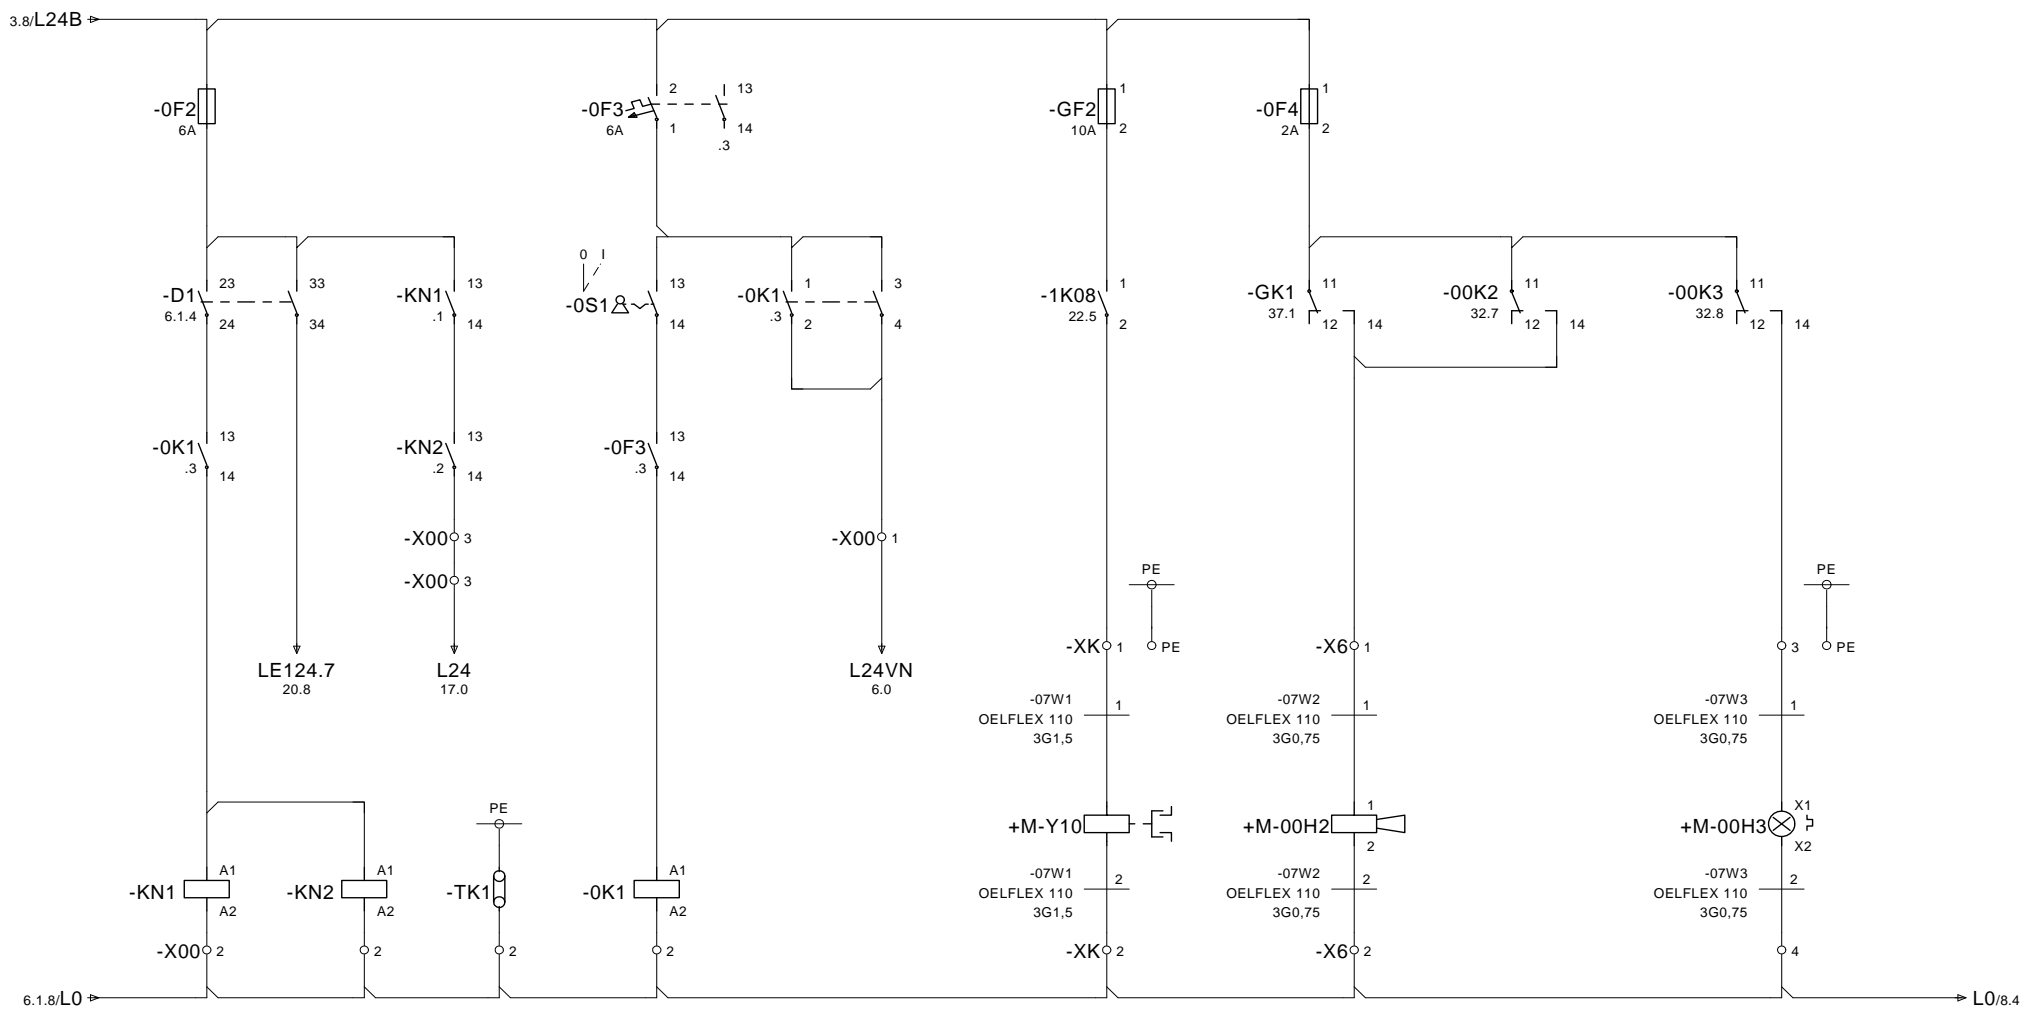 3.8/L24B
-0F2
6A
-0F3
6A
2
1
13
14
.3
-GF2
10A
1
2
-0F4
2A
1
2
-D1
6.1.4
23
24
33
34
-KN1
.1
13
14
0 I
-0S1
13
14
-0K1
.3
1
2
3
4
-1K08
22.5
1
2
-GK1
37.1
11
12
14
-00K2
32.7
11
12
14
-00K3
32.8
11
12
14
-0K1
.3
13
14
-KN2
.2
13
14
-0F3
.3
13
14
-X00 3
-X00 3
-X00 1
PE
PE
LE124.7
20.8
L24
17.0
L24VN
6.0
-XK 1
PE
-X6 1
3
PE
-07W1
OELFLEX 110
3G1,5
1
-07W2
OELFLEX 110
3G0,75
1
-07W3
OELFLEX 110
3G0,75
1
PE
+M-Y10
+M-00H2
1
2
+M-00H3
X1
X2
-KN1
A1
A2
-KN2
A1
A2
-TK1
-0K1
A1
A2
-07W1
OELFLEX 110
3G1,5
2
-07W2
OELFLEX 110
3G0,75
2
-07W3
OELFLEX 110
3G0,75
2
-X00 2
2
2
2
-XK 2
-X6 2
4
6.1.8/L0
L0/8.4